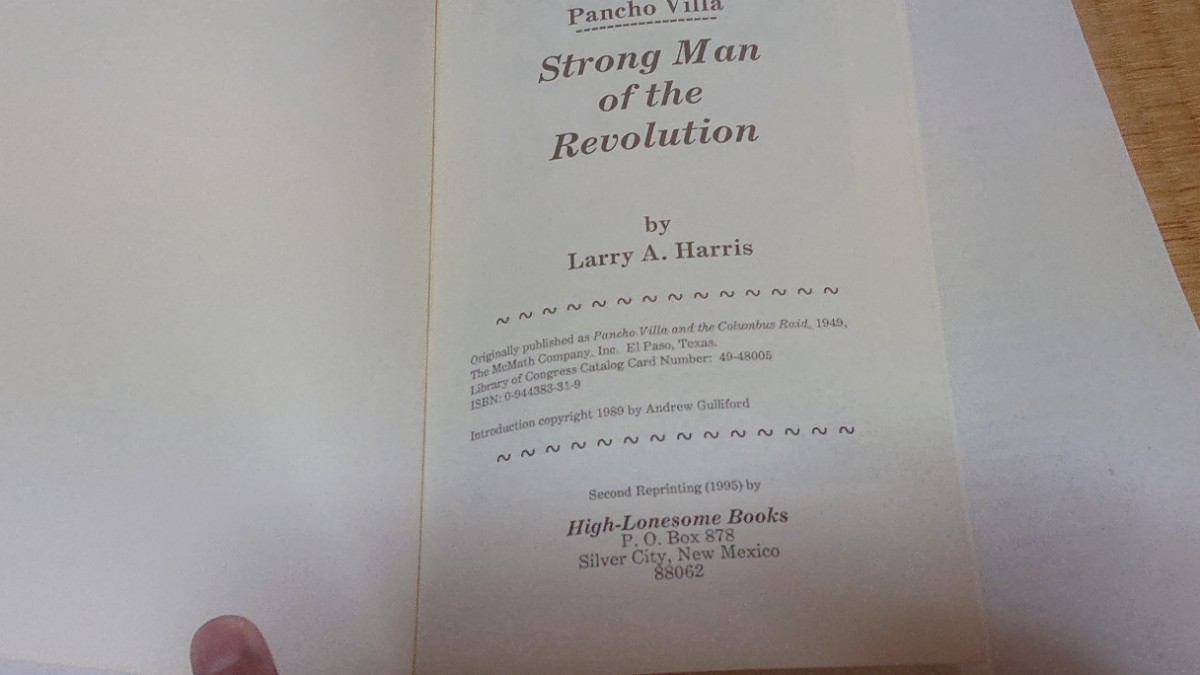 Pancho Villa
Strong Man
of the
Revolution
by
Larry A. Harris
Originally published as Pancho Villa and the Columbus Raid, 1949,
The McMath Company, Inc. El Paso, Texas.
Library of Congress Catalog Card Number: 49-48005
ISBN: 0-944383-31-9
Introduction copyright 1989 by Andrew Gulliford
Second Reprinting (1995) by
High-Lonesome Books
P. O. Box 878
Silver City, New Mexico
88062